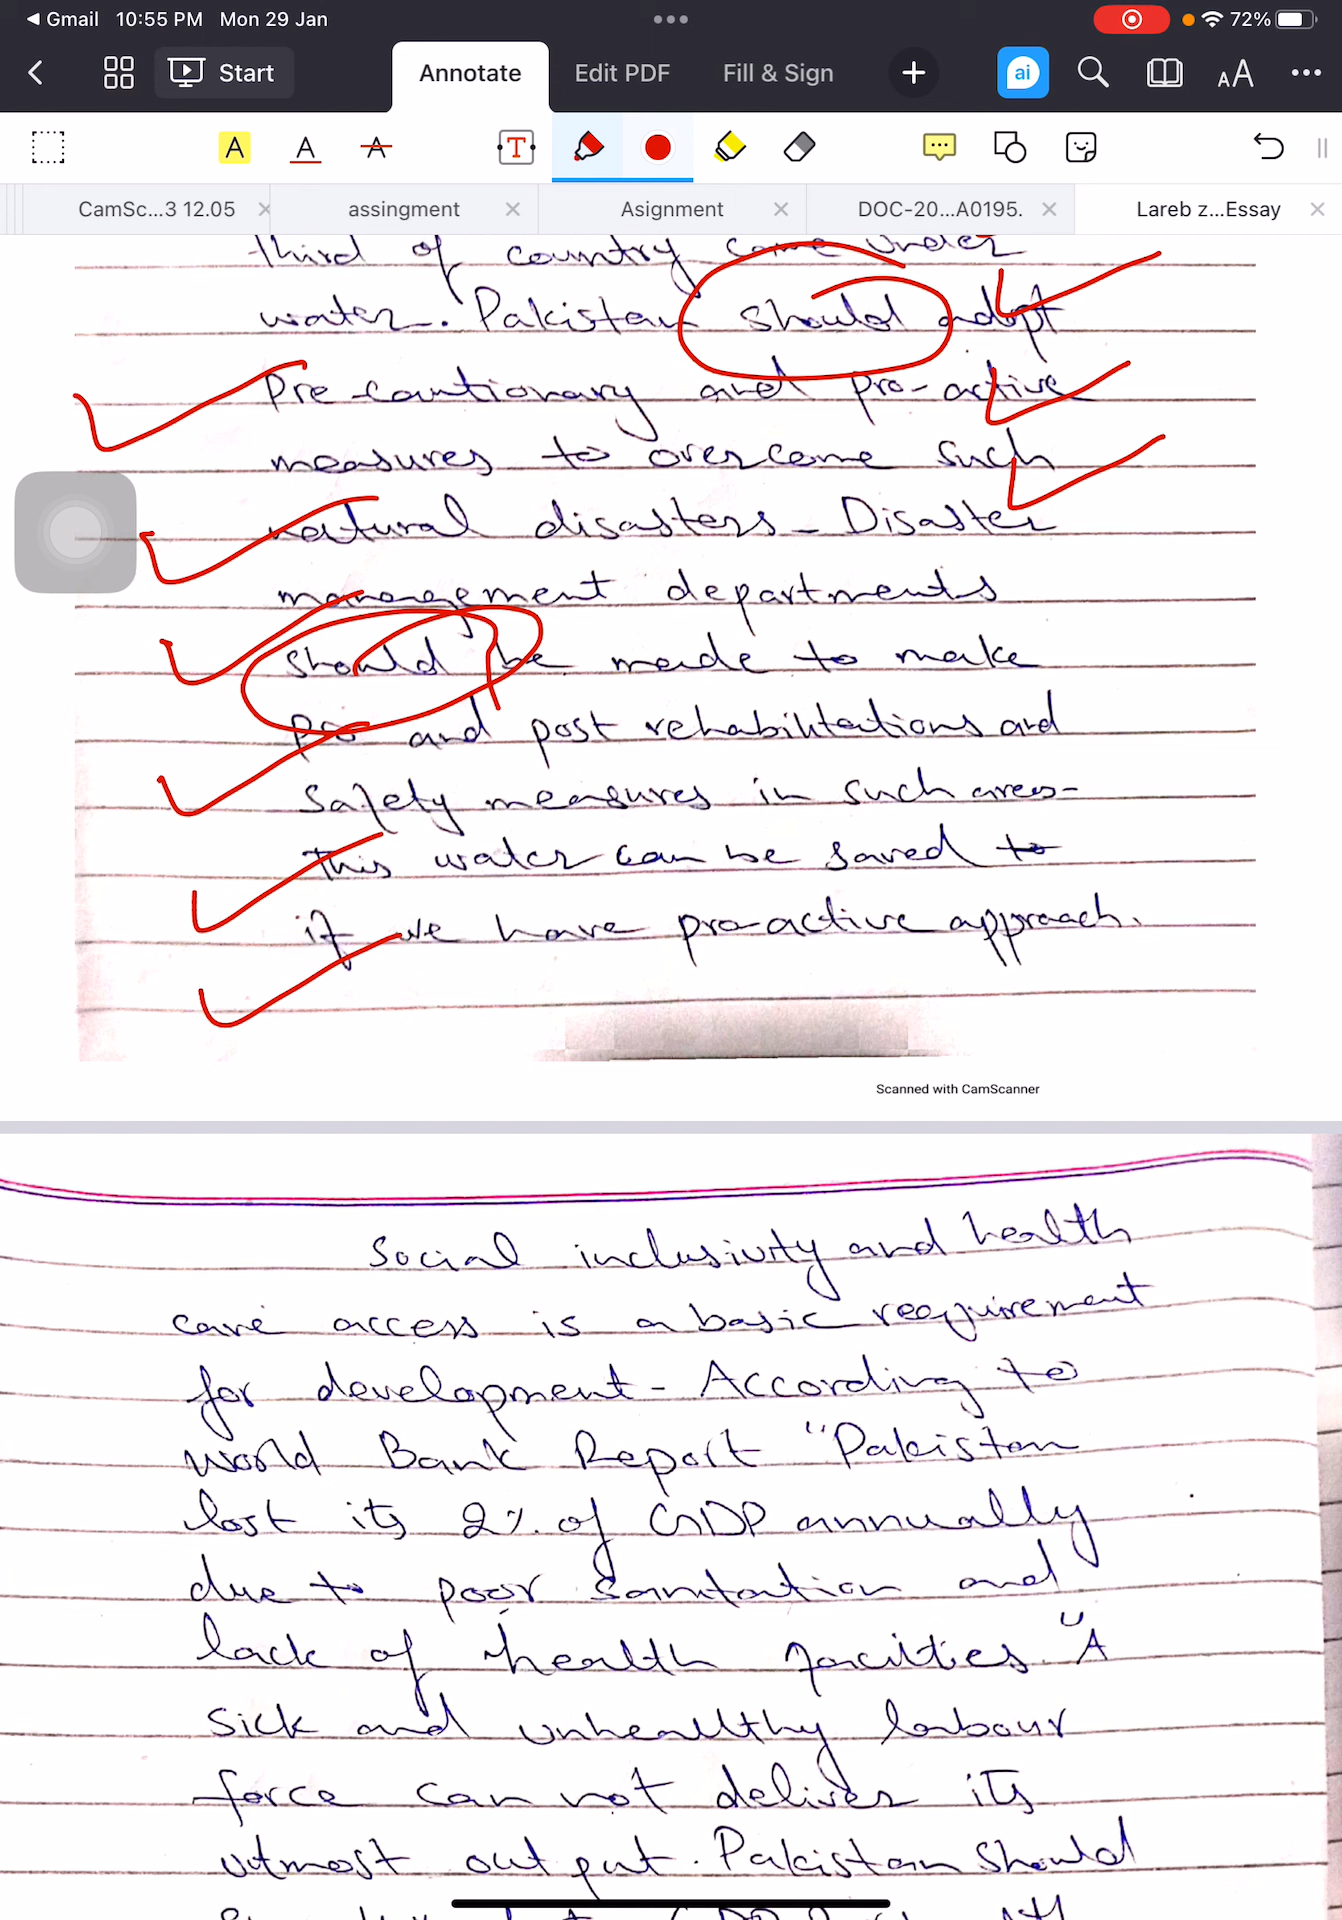 Gmail 10:55 PM Mon 29 Jan 72%
Start Annotate Edit PDF Fill & Sign ai AA
A A A T
CamSc...3 12.05 assingment Asignment DOC-20...A0195. Lareb z...Essay
third of country came under
water. Pakistan should adopt
Pre-cautionary and pro-active
measures to overcome such
natural disasters - Disaster
management departments
should be made to make
pre and post rehabilitations and
safety measures in such areas-
This water can be saved to
if we have pro-active approach.
Scanned with CamScanner
Social inclusivity and health
care access is a basic requirement
for development - According to
World Bank Report "Pakistan
lost its 2% of GDP annually
due to poor sanitation and
lack of health facilities" A
sick and unhealthy labour
force can not deliver its
utmost out put. Pakistan should